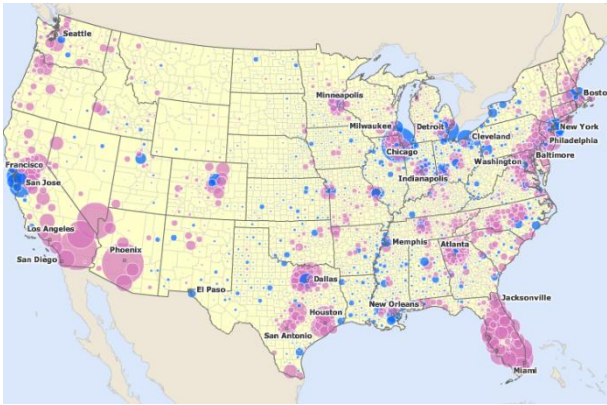 Seattle
Minneapolis
Milwaukee
Detroit
Chicago
Cleveland
Bosto
New York
Philadelphia
Baltimore
Washington
Indianapolis
Francisco
San Jose
Los Angeles
San Diego
Phoenix
El Paso
Memphis
Atlanta
Dallas
Houston
San Antonio
New Orleans
Jacksonville
Miami